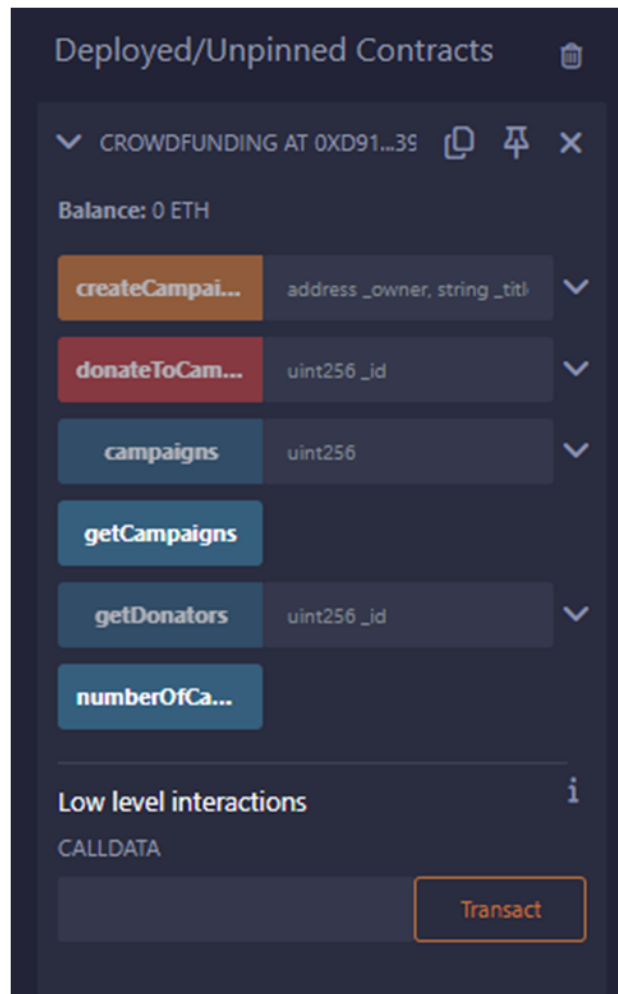 Deployed/Unpinned Contracts
CROWDFUNDING AT 0XD91...39
Balance: 0 ETH
createCampai... address _owner, string _titl
donateToCam... uint256 _id
campaigns uint256
getCampaigns
getDonators uint256 _id
numberOfCa...
Low level interactions i
CALLDATA
Transact